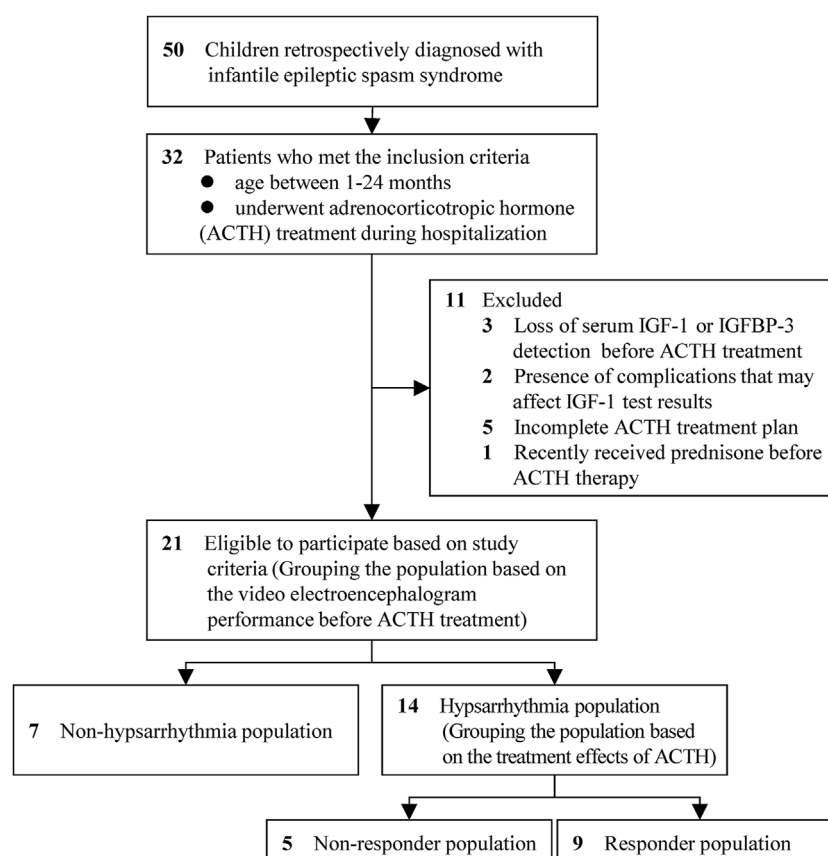 50 Children retrospectively diagnosed with
infantile epileptic spasm syndrome
32 Patients who met the inclusion criteria
● age between 1-24 months
● underwent adrenocorticotropic hormone
(ACTH) treatment during hospitalization
11 Excluded
3 Loss of serum IGF-1 or IGFBP-3
detection before ACTH treatment
2 Presence of complications that may
affect IGF-1 test results
5 Incomplete ACTH treatment plan
1 Recently received prednisone before
ACTH therapy
21 Eligible to participate based on study
criteria (Grouping the population based on
the video electroencephalogram
performance before ACTH treatment)
7 Non-hypsarrhythmia population
14 Hypsarrhythmia population
(Grouping the population based
on the treatment effects of ACTH)
5 Non-responder population
9 Responder population